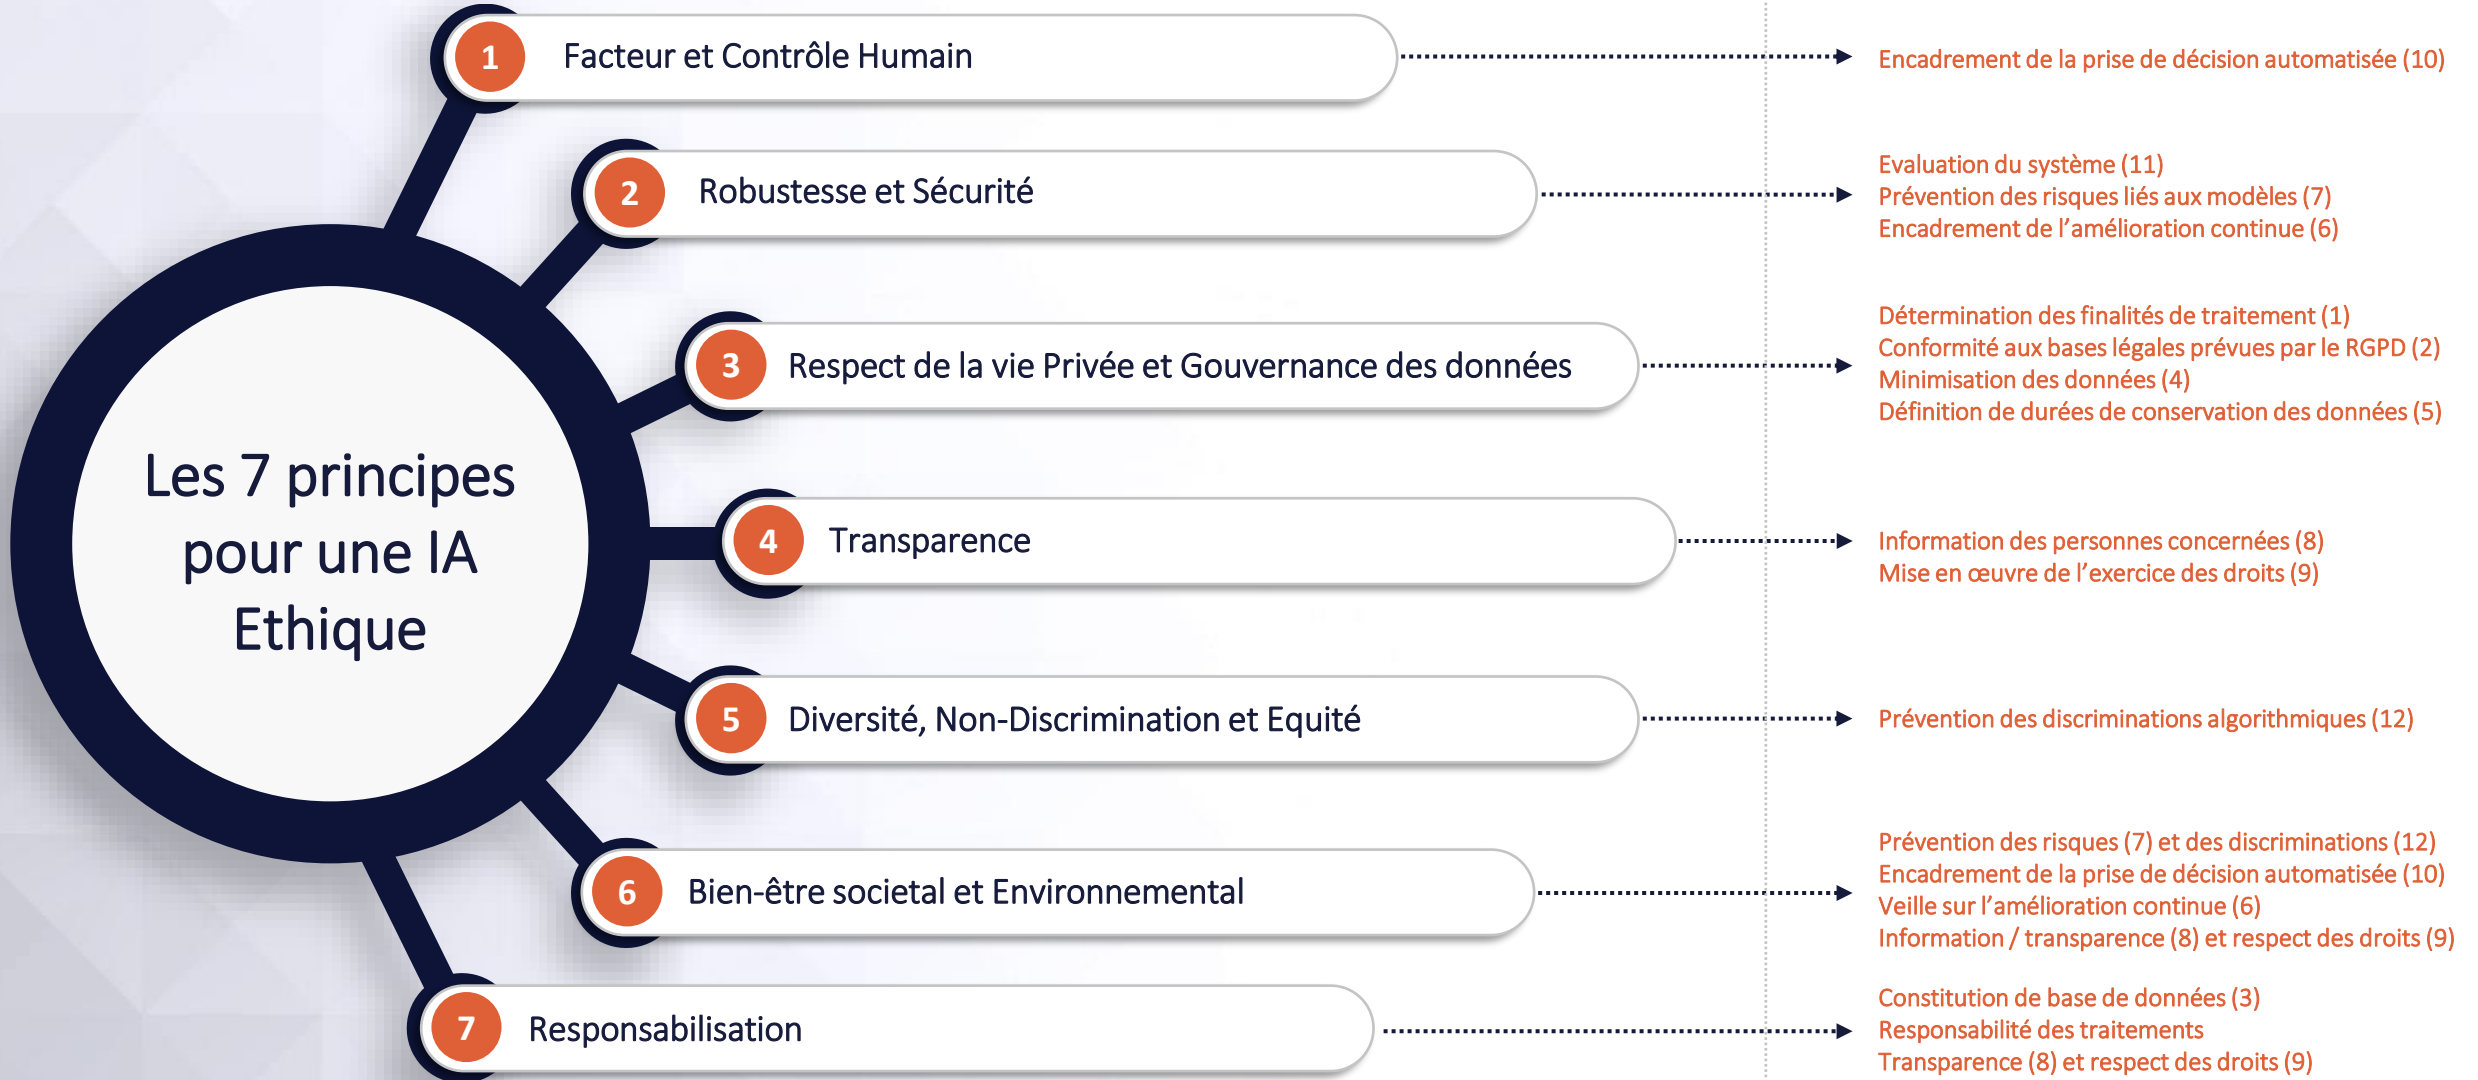 Les 7 principes
pour une IA
Ethique
1
Facteur et Contrôle Humain
Encadrement de la prise de décision automatisée (10)
2
Robustesse et Sécurité
Evaluation du système (11)
Prévention des risques liés aux modèles (7)
Encadrement de l'amélioration continue (6)
3
Respect de la vie Privée et Gouvernance des données
Détermination des finalités de traitement (1)
Conformité aux bases légales prévues par le RGPD (2)
Minimisation des données (4)
Définition de durées de conservation des données (5)
4
Transparence
Information des personnes concernées (8)
Mise en œuvre de l'exercice des droits (9)
5
Diversité, Non-Discrimination et Equité
Prévention des discriminations algorithmiques (12)
6
Bien-être societal et Environnemental
Prévention des risques (7) et des discriminations (12)
Encadrement de la prise de décision automatisée (10)
Veille sur l'amélioration continue (6)
Information / transparence (8) et respect des droits (9)
7
Responsabilisation
Constitution de base de données (3)
Responsabilité des traitements
Transparence (8) et respect des droits (9)